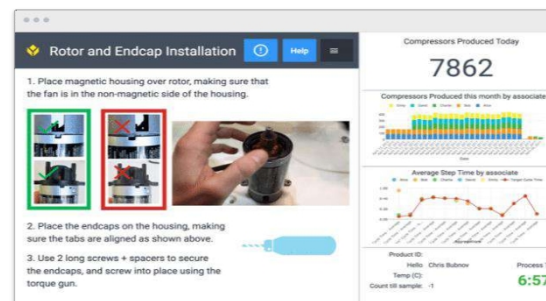 Rotor and Endcap Installation
Help
1. Place magnetic housing over rotor, making sure that
the fan is in the non-magnetic side of the housing.
2. Place the endcaps on the housing, making
sure the tabs are aligned as shown above.
3. Use 2 long screws + spacers to secure
the endcaps, and screw into place using the
torque gun.
Compressors Produced Today
7862
Compressors Produced this month by associate
Average Step Time by associate
Product ID:
Hello Chris Bubnov
Temp (C):
Count till sample: -1
Process T
6:57